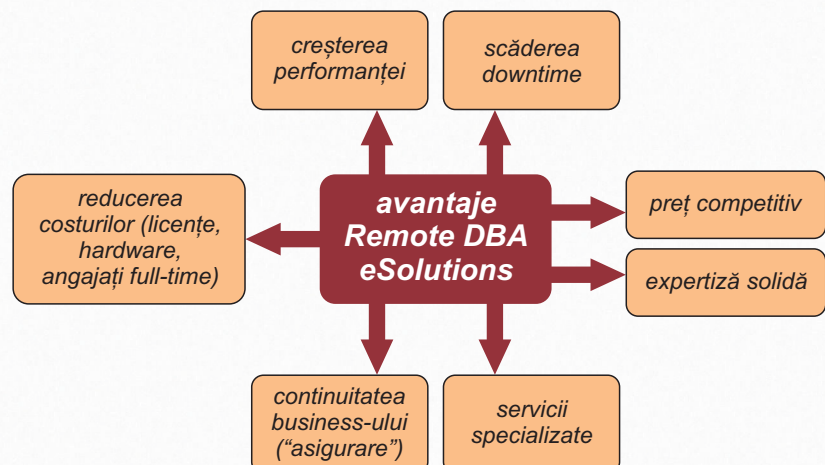 creșterea
performanței
scăderea
downtime
reducerea
costurilor (licențe,
hardware,
angajați full-time)
avantaje
Remote DBA
eSolutions
preț competitiv
expertiză solidă
continuitatea
business-ului
(“asigurare”)
servicii
specializate